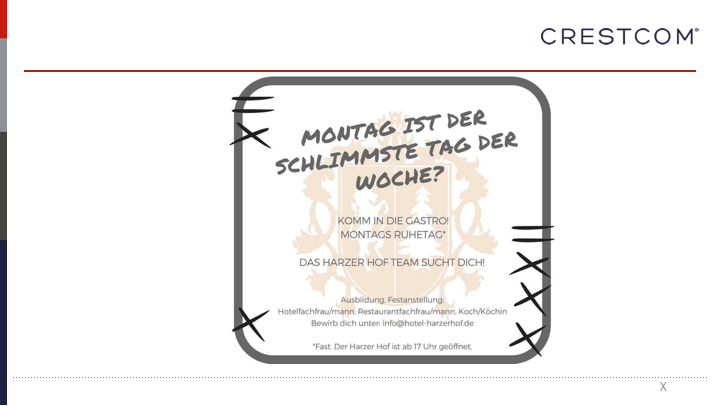 CRESTCOM®
MONTAG IST DER
SCHLIMMSTE TAG DER
WOCHE?
KOMM IN DIE GASTRO!
MONTAGS RUHETAG*
DAS HARZER HOF TEAM SUCHT DICH!
Ausbildung. Festanstellung.
Hotelfachfrau/mann. Restaurantfachfrau/mann. Koch/Köchin
Bewirb dich unter: info@hotel-harzerhof.de
*Fast. Der Harzer Hof ist ab 17 Uhr geöffnet.
X